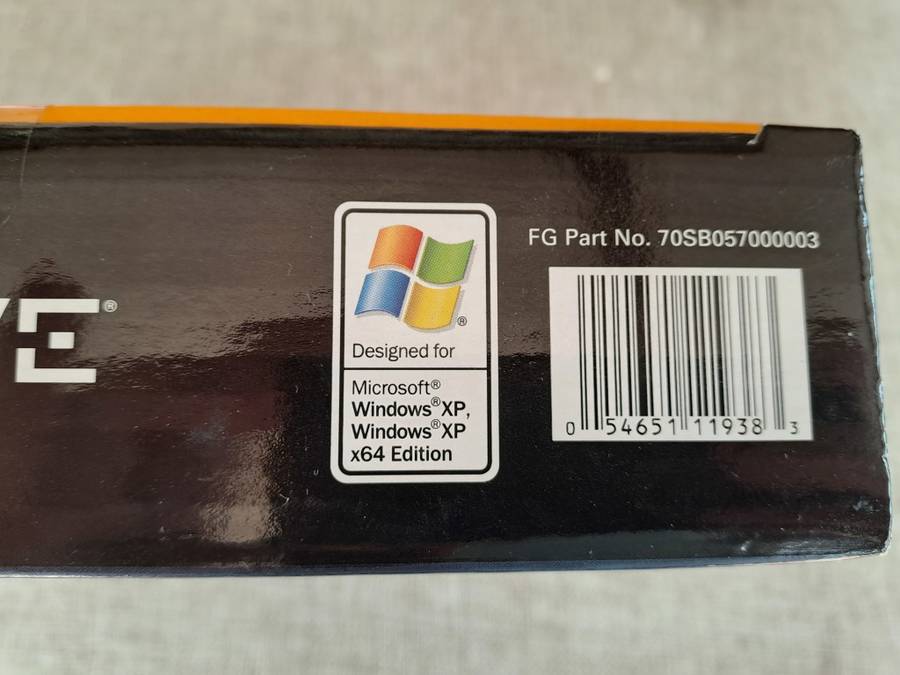 FG Part No. 70SB057000003
E®
®
Designed for
Microsoft®
Windows®XP,
Windows®XP
x64 Edition
0 54651 11938 3